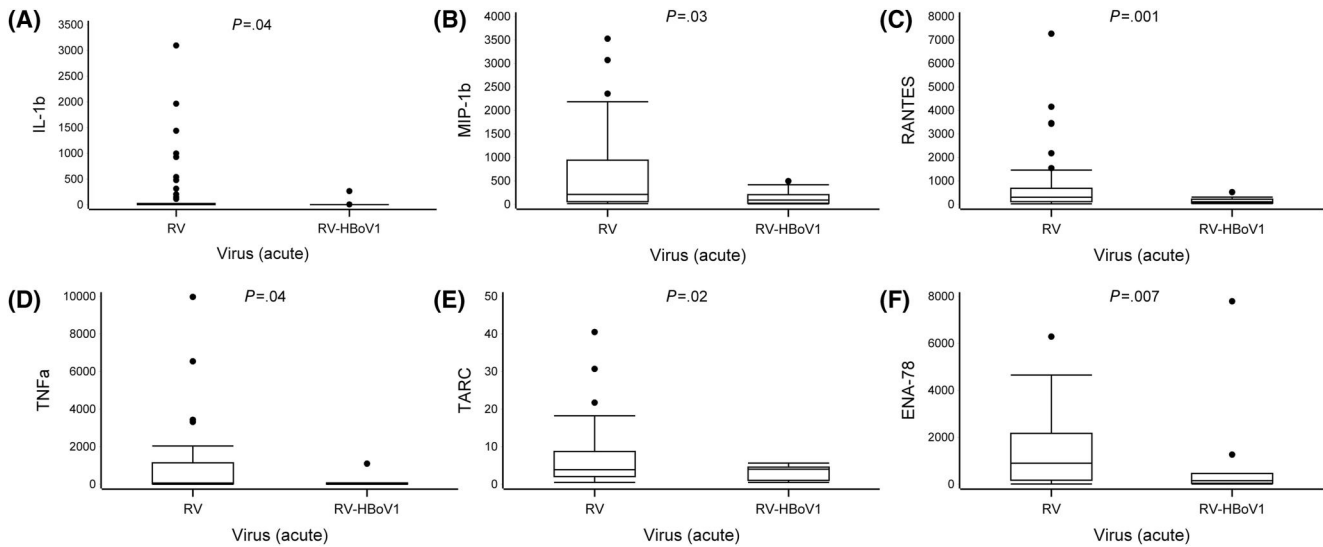 (A)
P=.04
IL-1b
3500
3000
2500
2000
1500
1000
500
0
RV
RV-HBoV1
Virus (acute)
(B)
P=.03
MIP-1b
4000
3500
3000
2500
2000
1500
1000
500
0
RV
RV-HBoV1
Virus (acute)
(C)
P=.001
RANTES
8000
7000
6000
5000
4000
3000
2000
1000
0
RV
RV-HBoV1
Virus (acute)
(D)
P=.04
TNFa
10000
8000
6000
4000
2000
0
RV
RV-HBoV1
Virus (acute)
(E)
P=.02
TARC
50
40
30
20
10
0
RV
RV-HBoV1
Virus (acute)
(F)
P=.007
ENA-78
8000
6000
4000
2000
0
RV
RV-HBoV1
Virus (acute)